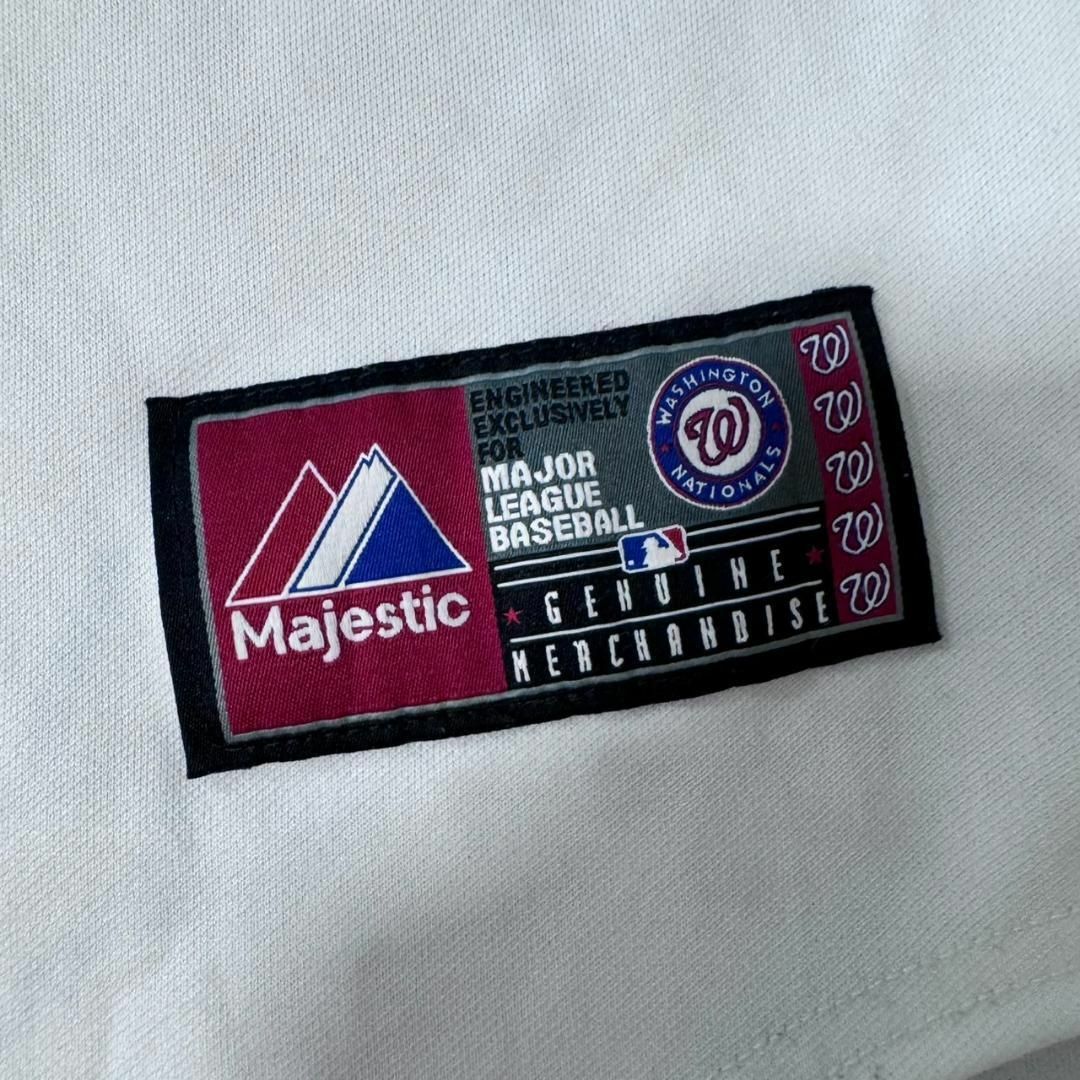 Majestic
ENGINEERED
EXCLUSIVELY
FOR
MAJOR
LEAGUE
BASEBALL
GENUINE
MERCHANDISE
WASHINGTON
W
NATIONALS
W
W
W
W
W